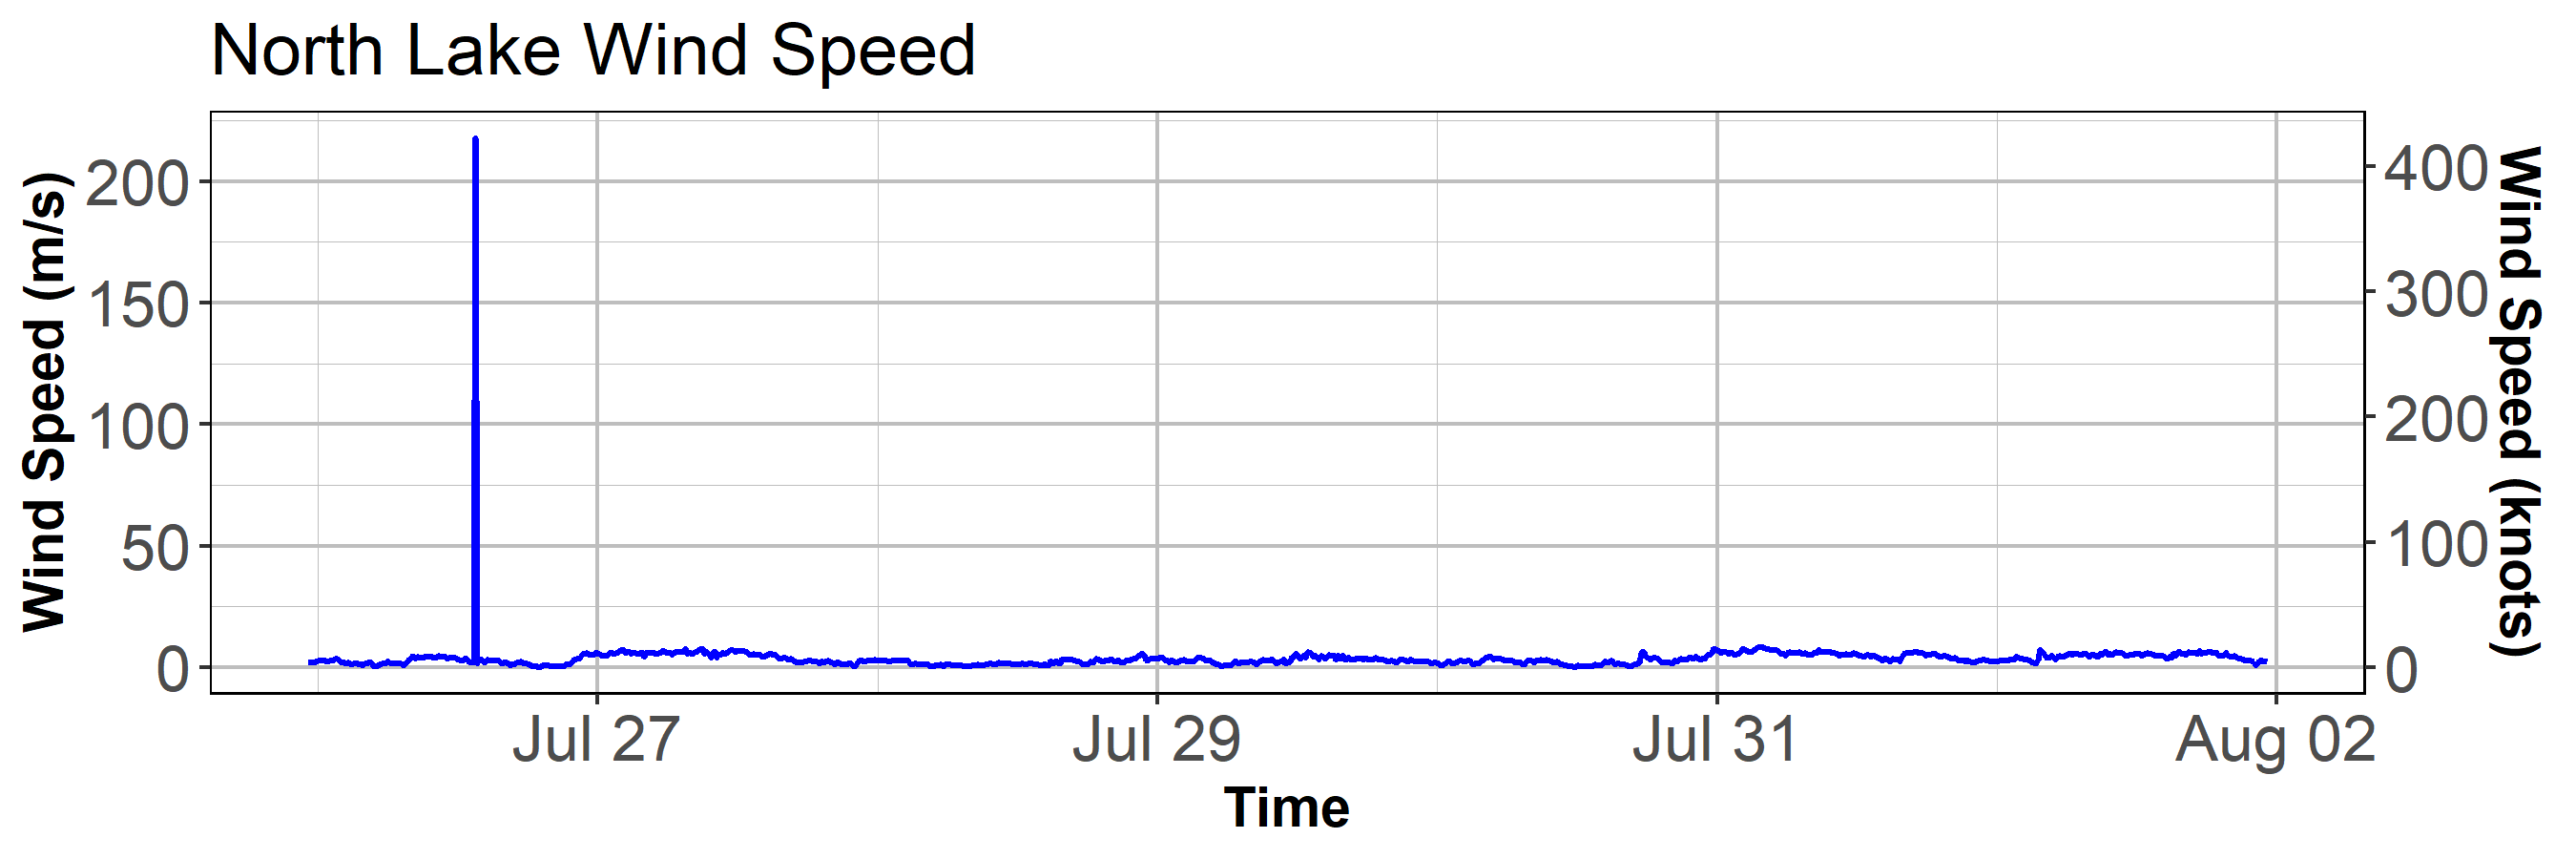 North Lake Wind Speed
Wind Speed (m/s)
200
150
100
50
0
400
300
200
100
0
Wind Speed (knots)
Jul 27
Jul 29
Jul 31
Aug 02
Time